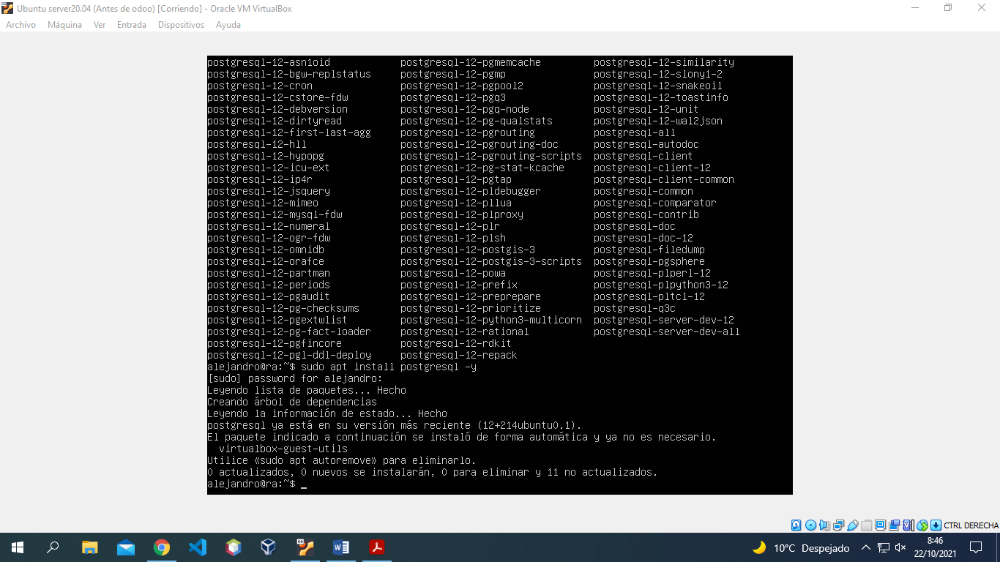 Ubuntu server20.04 (Antes de odoo) [Corriendo] - Oracle VM VirtualBox
Archivo Máquina Ver Entrada Dispositivos Ayuda
postgresql-12-asn1oid postgresql-12-pgmemcache postgresql-12-similarity
postgresql-12-bgw-replstatus postgresql-12-pgmp postgresql-12-slony1-2
postgresql-12-cron postgresql-12-pgpool2 postgresql-12-snakeoil
postgresql-12-cstore-fdw postgresql-12-pgq3 postgresql-12-toastinfo
postgresql-12-debversion postgresql-12-pgq-node postgresql-12-unit
postgresql-12-dirtyread postgresql-12-pg-qualstats postgresql-12-wal2json
postgresql-12-first-last-agg postgresql-12-pgrouting postgresql-all
postgresql-12-hll postgresql-12-pgrouting-doc postgresql-autodoc
postgresql-12-hypopg postgresql-12-pgrouting-scripts postgresql-client
postgresql-12-icu-ext postgresql-12-pg-stat-kcache postgresql-client-12
postgresql-12-ip4r postgresql-12-pgtap postgresql-client-common
postgresql-12-jsquery postgresql-12-pldebugger postgresql-common
postgresql-12-mimeo postgresql-12-pllua postgresql-comparator
postgresql-12-mysql-fdw postgresql-12-plproxy postgresql-contrib
postgresql-12-numeral postgresql-12-plr postgresql-doc
postgresql-12-ogr-fdw postgresql-12-plsh postgresql-doc-12
postgresql-12-omnidb postgresql-12-postgis-3 postgresql-filedump
postgresql-12-orafce postgresql-12-postgis-3-scripts postgresql-pgsphere
postgresql-12-partman postgresql-12-powa postgresql-plperl-12
postgresql-12-periods postgresql-12-prefix postgresql-plpython3-12
postgresql-12-pgaudit postgresql-12-preprepare postgresql-pltcl-12
postgresql-12-pg-checksums postgresql-12-prioritize postgresql-q3c
postgresql-12-pgextwlist postgresql-12-python3-multicorn postgresql-server-dev-12
postgresql-12-pg-fact-loader postgresql-12-rational postgresql-server-dev-all
postgresql-12-pgfincore postgresql-12-rdkit
postgresql-12-pgl-ddl-deploy postgresql-12-repack
alejandro@ra:~$ sudo apt install postgresql -y
[sudo] password for alejandro:
Leyendo lista de paquetes... Hecho
Creando árbol de dependencias
Leyendo la información de estado... Hecho
postgresql ya está en su versión más reciente (12+214ubuntu0.1).
El paquete indicado a continuación se instaló de forma automática y ya no es necesario.
virtualbox-guest-utils
Utilice «sudo apt autoremove» para eliminarlo.
0 actualizados, 0 nuevos se instalarán, 0 para eliminar y 11 no actualizados.
alejandro@ra:~$ _
CTRL DERECHA
10°C Despejado
8:46
22/10/2021